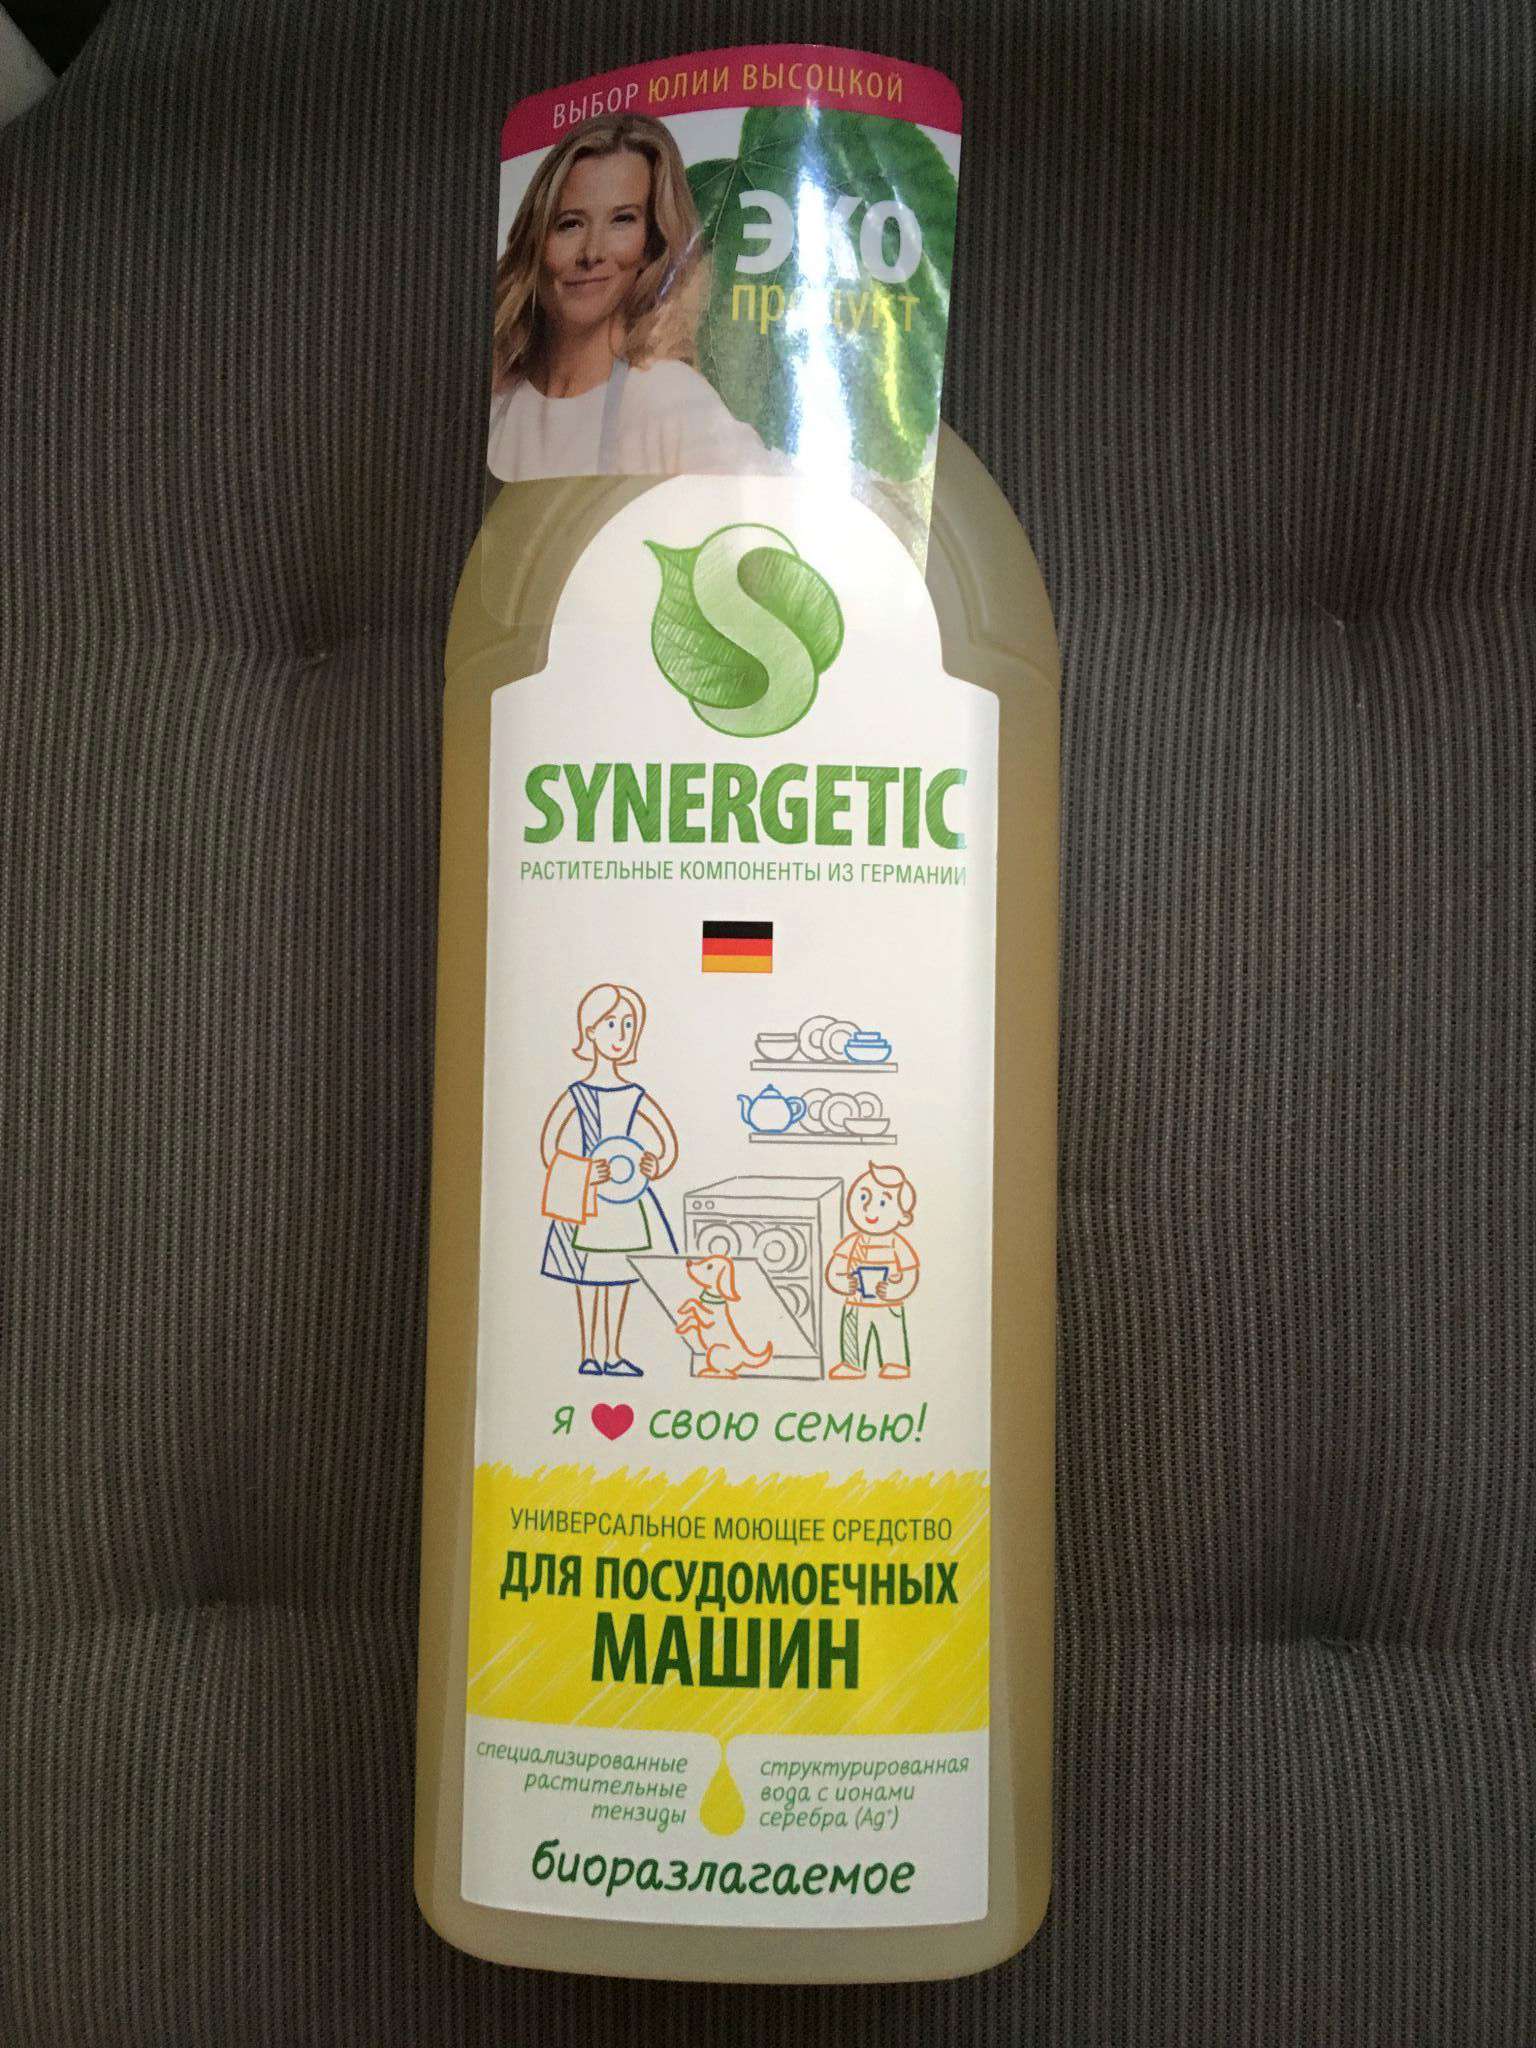 ВЫБОР ЮЛИИ ВЫСОЦКОЙ
ЭКО
продукт
SYNERGETIC
РАСТИТЕЛЬНЫЕ КОМПОНЕНТЫ ИЗ ГЕРМАНИИ
я ❤ свою семью!
УНИВЕРСАЛЬНОЕ МОЮЩЕЕ СРЕДСТВО
ДЛЯ ПОСУДОМОЕЧНЫХ
МАШИН
специализированные
растительные
тензиды
структурированная
вода с ионами
серебра (Ag⁺)
биоразлагаемое